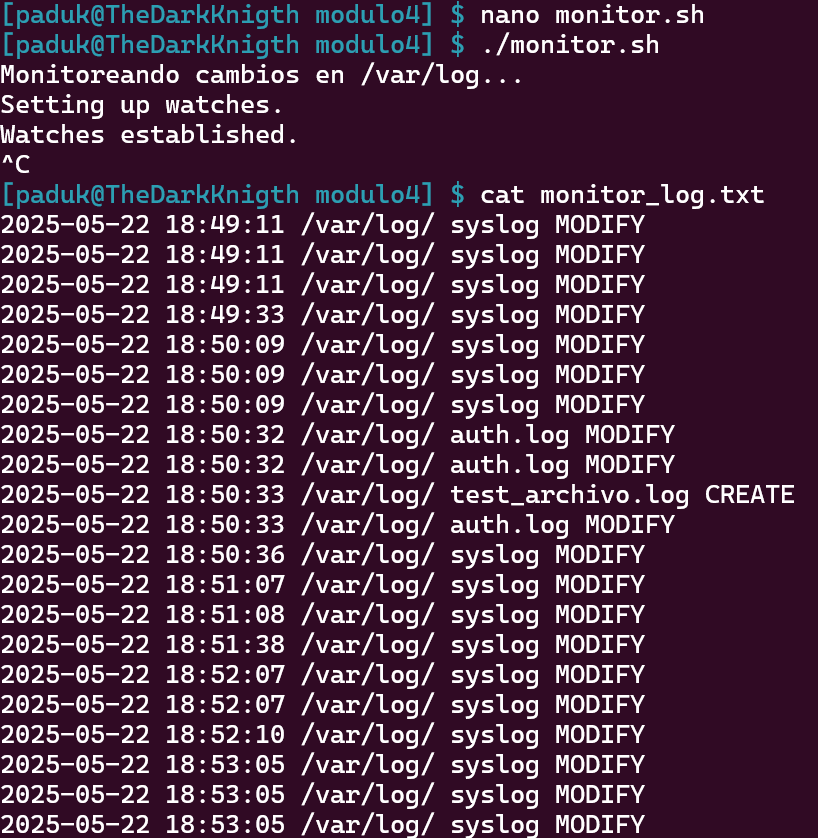 [paduk@TheDarkKnigth modulo4] $ nano monitor.sh
[paduk@TheDarkKnigth modulo4] $ ./monitor.sh
Monitoreando cambios en /var/log...
Setting up watches.
Watches established.
^C
[paduk@TheDarkKnigth modulo4] $ cat monitor_log.txt
2025-05-22 18:49:11 /var/log/ syslog MODIFY
2025-05-22 18:49:11 /var/log/ syslog MODIFY
2025-05-22 18:49:11 /var/log/ syslog MODIFY
2025-05-22 18:49:33 /var/log/ syslog MODIFY
2025-05-22 18:50:09 /var/log/ syslog MODIFY
2025-05-22 18:50:09 /var/log/ syslog MODIFY
2025-05-22 18:50:09 /var/log/ syslog MODIFY
2025-05-22 18:50:32 /var/log/ auth.log MODIFY
2025-05-22 18:50:32 /var/log/ auth.log MODIFY
2025-05-22 18:50:33 /var/log/ test_archivo.log CREATE
2025-05-22 18:50:33 /var/log/ auth.log MODIFY
2025-05-22 18:50:36 /var/log/ syslog MODIFY
2025-05-22 18:51:07 /var/log/ syslog MODIFY
2025-05-22 18:51:08 /var/log/ syslog MODIFY
2025-05-22 18:51:38 /var/log/ syslog MODIFY
2025-05-22 18:52:07 /var/log/ syslog MODIFY
2025-05-22 18:52:07 /var/log/ syslog MODIFY
2025-05-22 18:52:10 /var/log/ syslog MODIFY
2025-05-22 18:53:05 /var/log/ syslog MODIFY
2025-05-22 18:53:05 /var/log/ syslog MODIFY
2025-05-22 18:53:05 /var/log/ syslog MODIFY